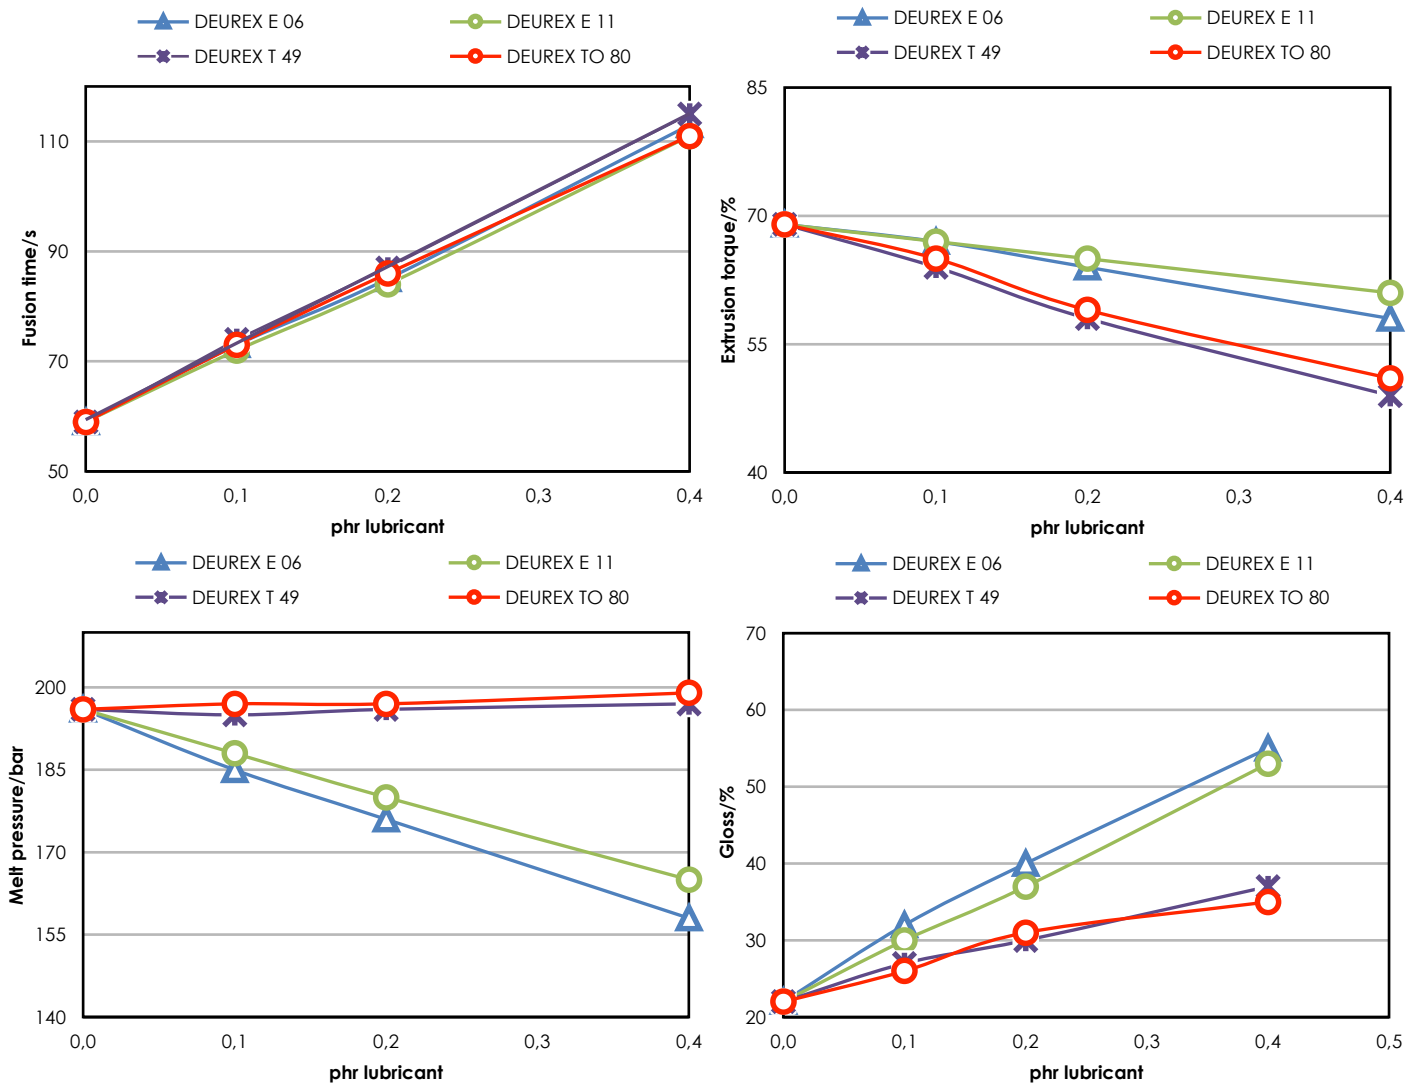 DEUREX E 06
DEUREX E 11
DEUREX T 49
DEUREX TO 80
Fusion time/s
110
90
70
50
0,0
0,1
0,2
0,3
0,4
phr lubricant
DEUREX E 06
DEUREX E 11
DEUREX T 49
DEUREX TO 80
Extrusion torque/%
85
70
55
40
0,0
0,1
0,2
0,3
0,4
phr lubricant
DEUREX E 06
DEUREX E 11
DEUREX T 49
DEUREX TO 80
Melt pressure/bar
200
185
170
155
140
0,0
0,1
0,2
0,3
0,4
phr lubricant
DEUREX E 06
DEUREX E 11
DEUREX T 49
DEUREX TO 80
Gloss/%
70
60
50
40
30
20
0,0
0,1
0,2
0,3
0,4
0,5
phr lubricant